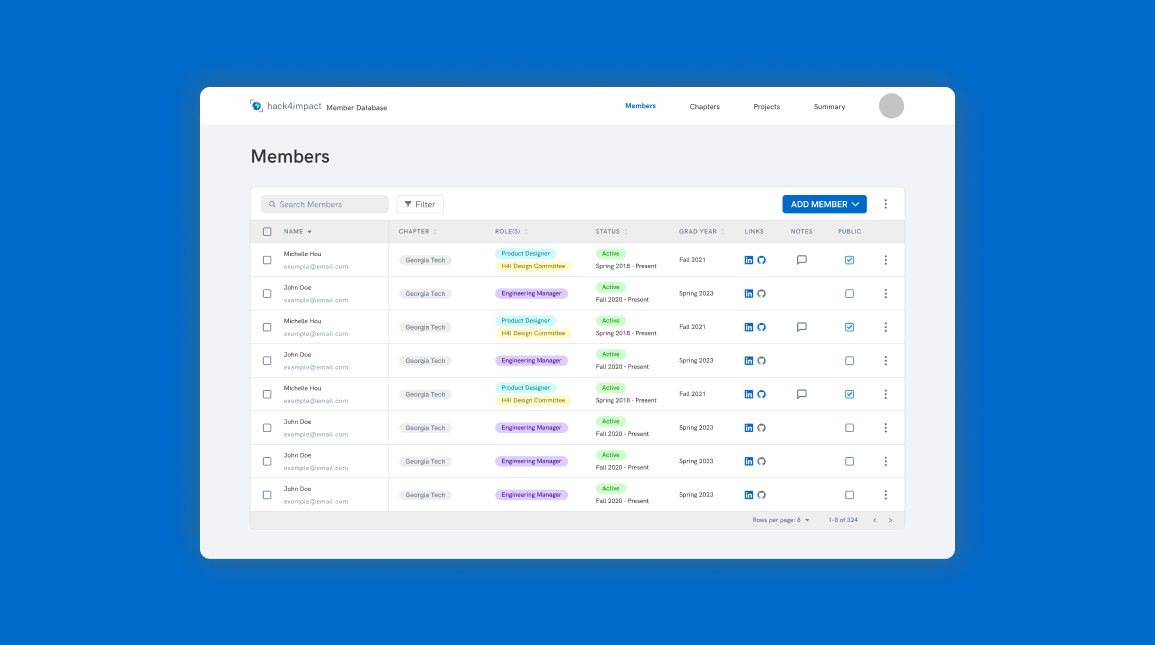 hack4impact Member Database Members Chapters Projects Summary
Members
Search Members Filter ADD MEMBER
NAME CHAPTER ROLE(S) STATUS GRAD YEAR LINKS NOTES PUBLIC
Michelle Hou
example@email.com
Georgia Tech
Product Designer
H4I Design Committee
Active
Spring 2018 - Present
Fall 2021
John Doe
example@email.com
Georgia Tech
Engineering Manager
Active
Fall 2020 - Present
Spring 2023
Michelle Hou
example@email.com
Georgia Tech
Product Designer
H4I Design Committee
Active
Spring 2018 - Present
Fall 2021
John Doe
example@email.com
Georgia Tech
Engineering Manager
Active
Fall 2020 - Present
Spring 2023
Michelle Hou
example@email.com
Georgia Tech
Product Designer
H4I Design Committee
Active
Spring 2018 - Present
Fall 2021
John Doe
example@email.com
Georgia Tech
Engineering Manager
Active
Fall 2020 - Present
Spring 2023
John Doe
example@email.com
Georgia Tech
Engineering Manager
Active
Fall 2020 - Present
Spring 2023
John Doe
example@email.com
Georgia Tech
Engineering Manager
Active
Fall 2020 - Present
Spring 2023
Rows per page: 8 1-8 of 324